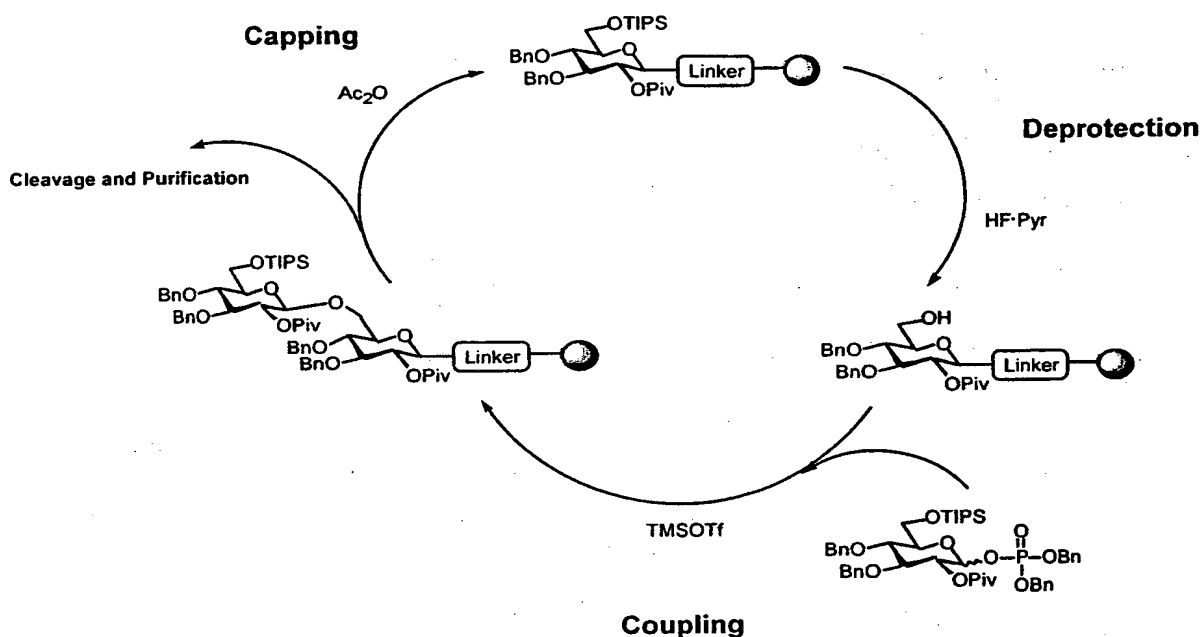 Capping
OTIPS
BnO
O
BnO
OPiv
Linker
Ac2O
Deprotection
Cleavage and Purification
HF·Pyr
OTIPS
BnO
O
BnO
OPiv
O
BnO
O
BnO
OPiv
Linker
OH
BnO
O
BnO
OPiv
Linker
TMSOTf
OTIPS
BnO
O
BnO
OPiv
O
O
P
OBn
OBn
Coupling